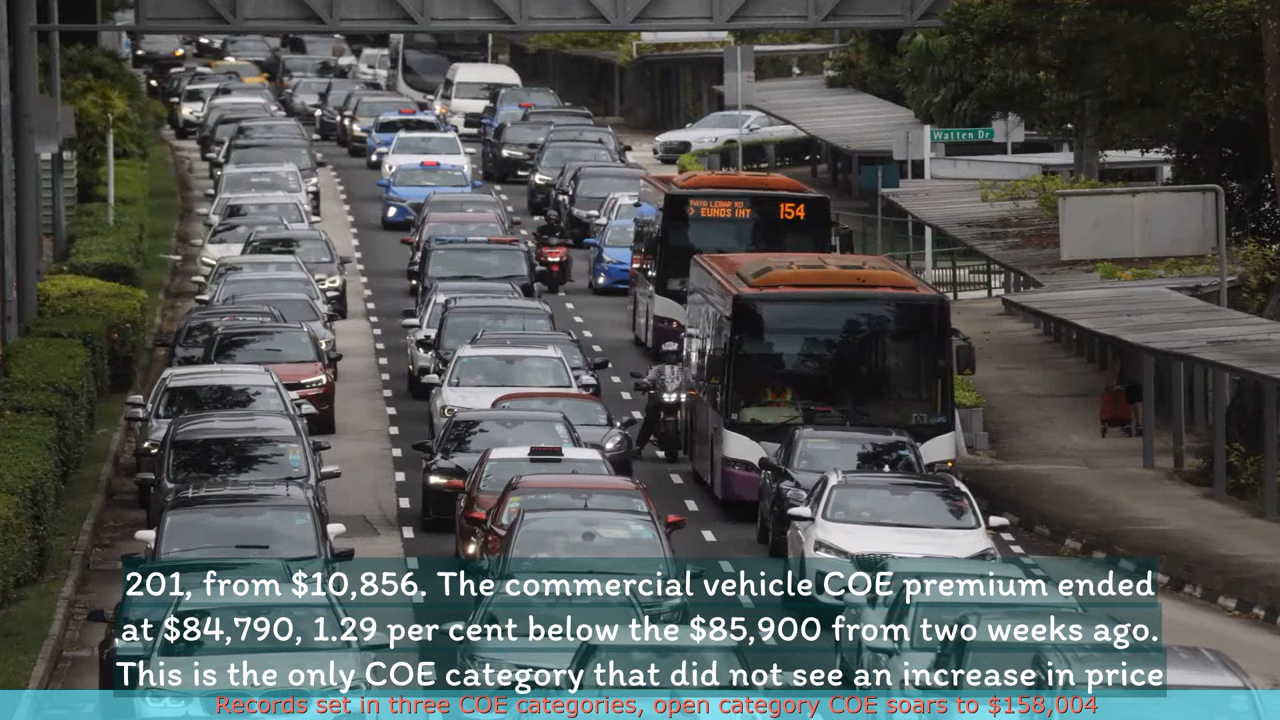 Watten Dr
PAYA LEBAR RD
> EUNOS INT 154
201, from $10,856. The commercial vehicle COE premium ended
at $84,790, 1.29 per cent below the $85,900 from two weeks ago.
This is the only COE category that did not see an increase in price
Records set in three COE categories, open category COE soars to $158,004